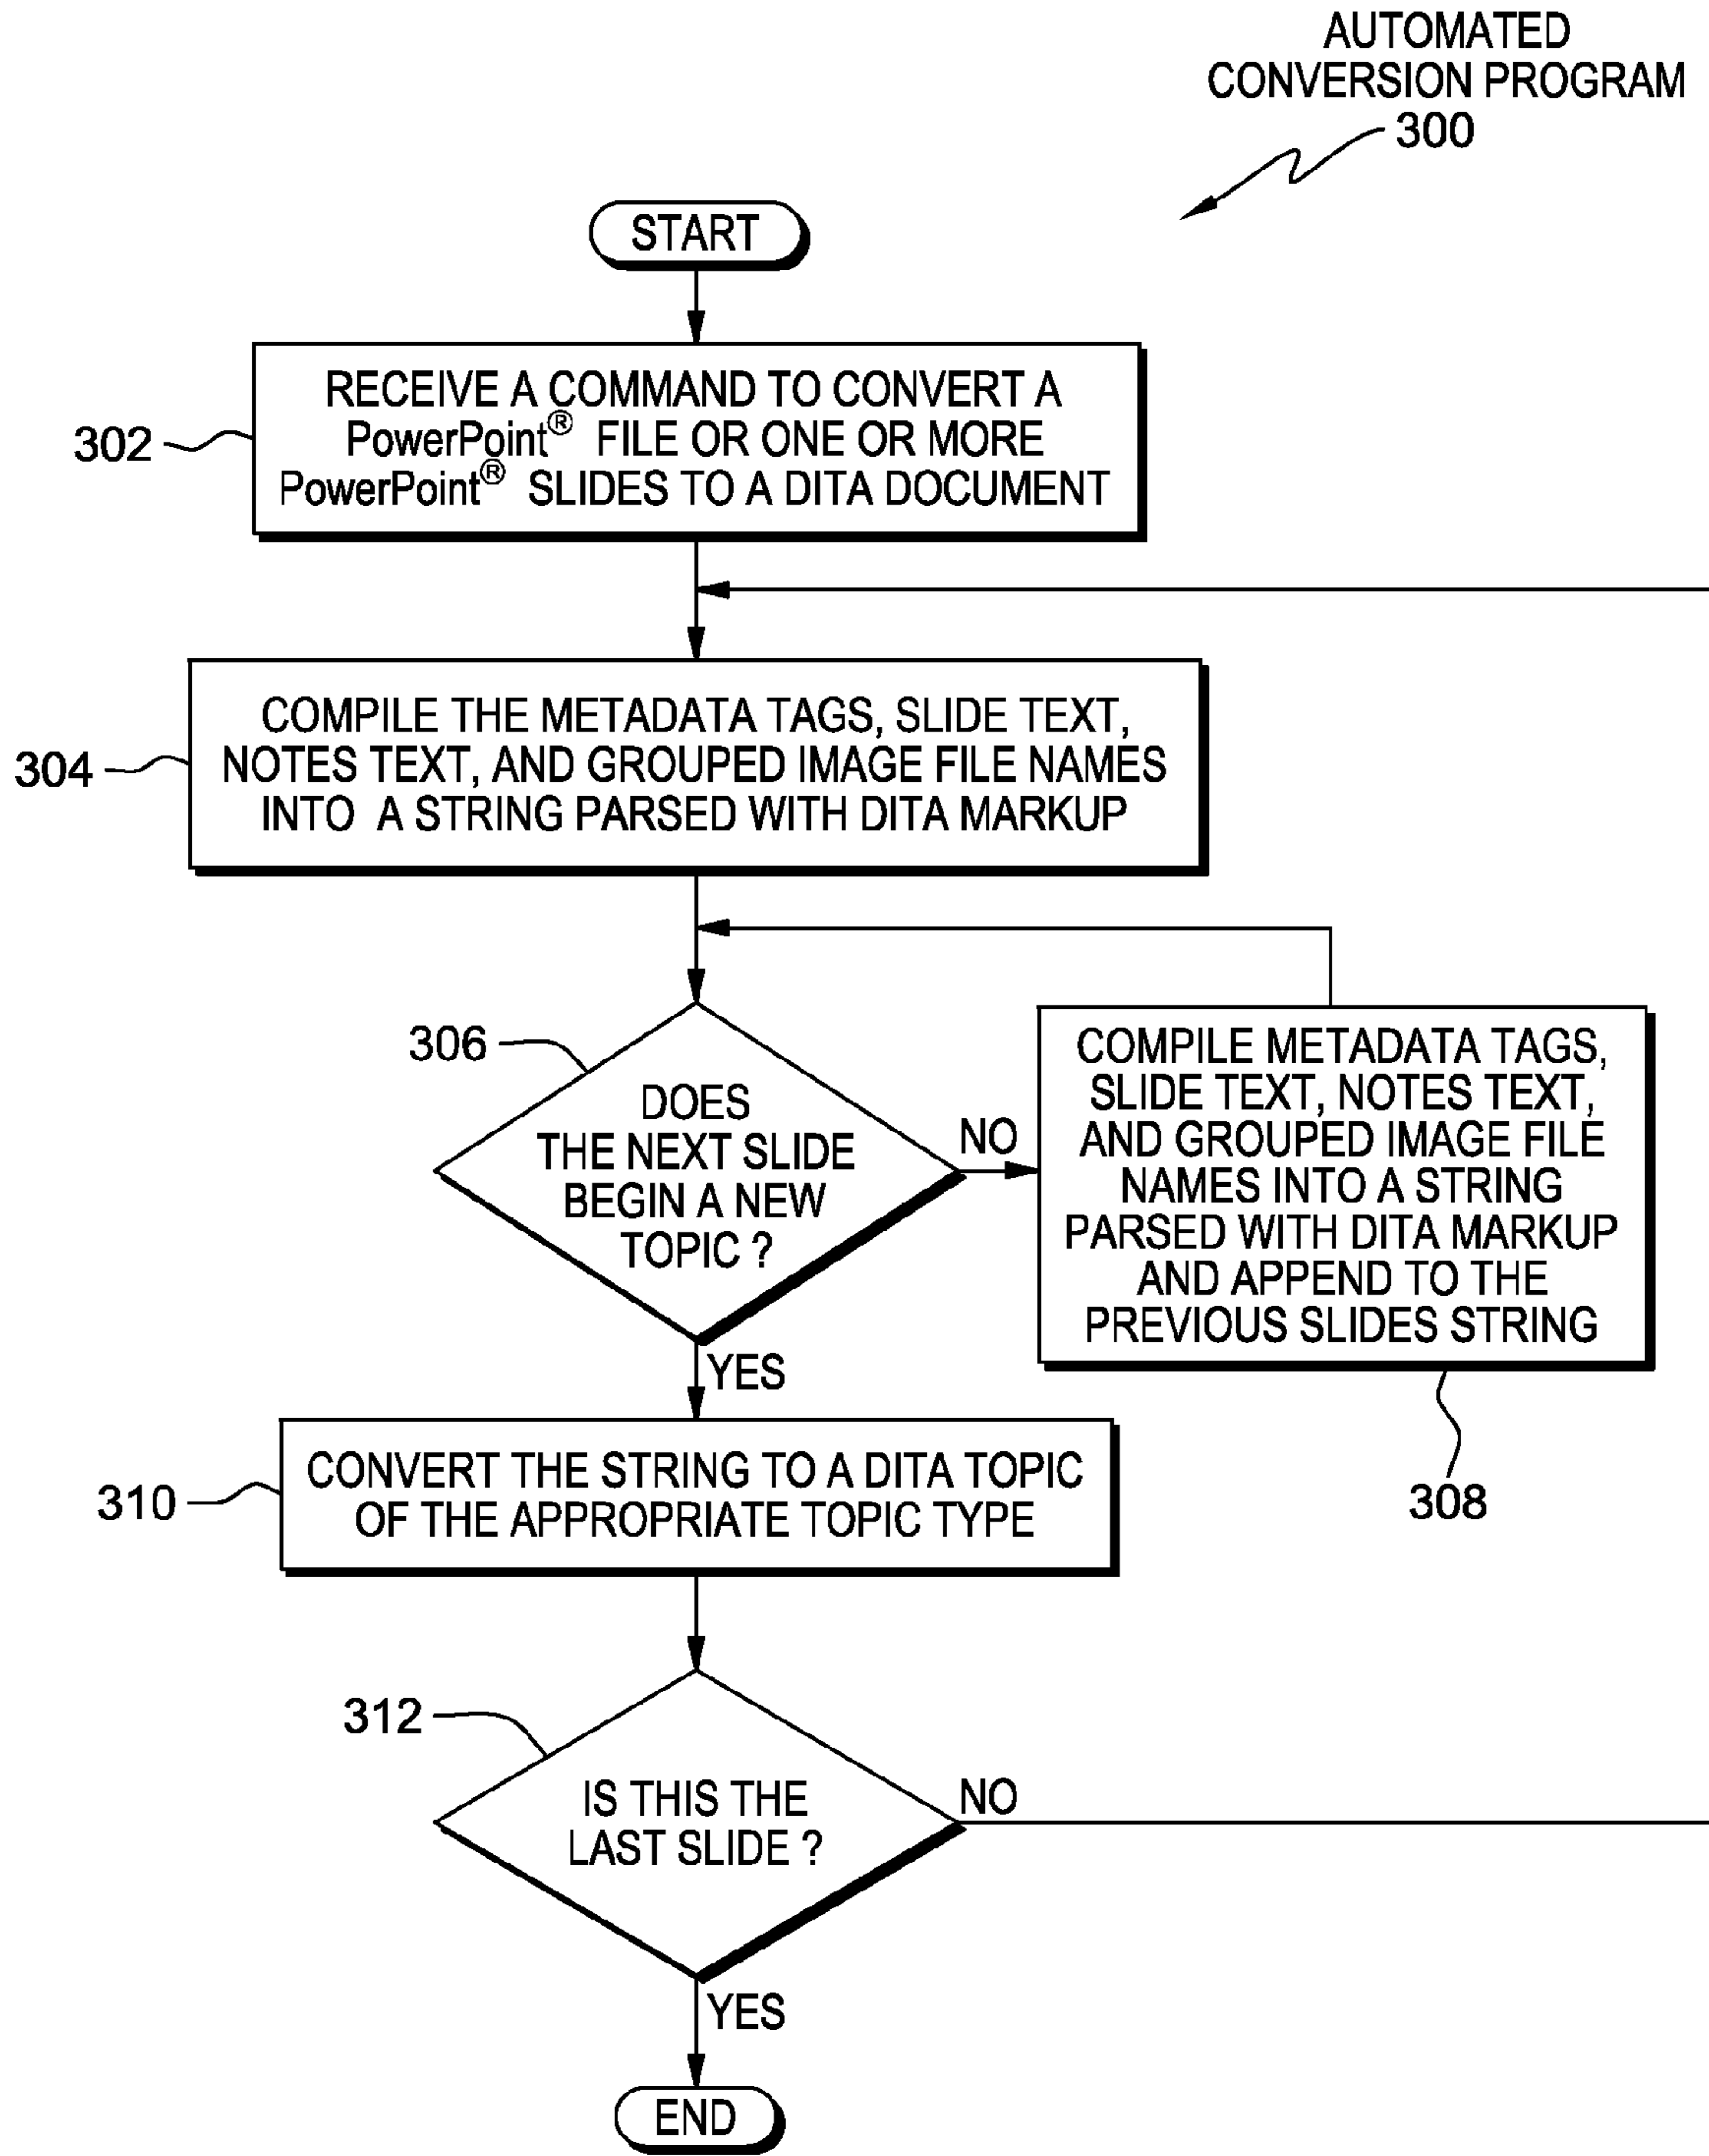 AUTOMATED
CONVERSION PROGRAM
300
START
302
RECEIVE A COMMAND TO CONVERT A
PowerPoint® FILE OR ONE OR MORE
PowerPoint® SLIDES TO A DITA DOCUMENT
304
COMPILE THE METADATA TAGS, SLIDE TEXT,
NOTES TEXT, AND GROUPED IMAGE FILE NAMES
INTO A STRING PARSED WITH DITA MARKUP
306
DOES
THE NEXT SLIDE
BEGIN A NEW
TOPIC ?
NO
COMPILE METADATA TAGS,
SLIDE TEXT, NOTES TEXT,
AND GROUPED IMAGE FILE
NAMES INTO A STRING
PARSED WITH DITA MARKUP
AND APPEND TO THE
PREVIOUS SLIDES STRING
308
YES
310
CONVERT THE STRING TO A DITA TOPIC
OF THE APPROPRIATE TOPIC TYPE
312
IS THIS THE
LAST SLIDE ?
NO
YES
END